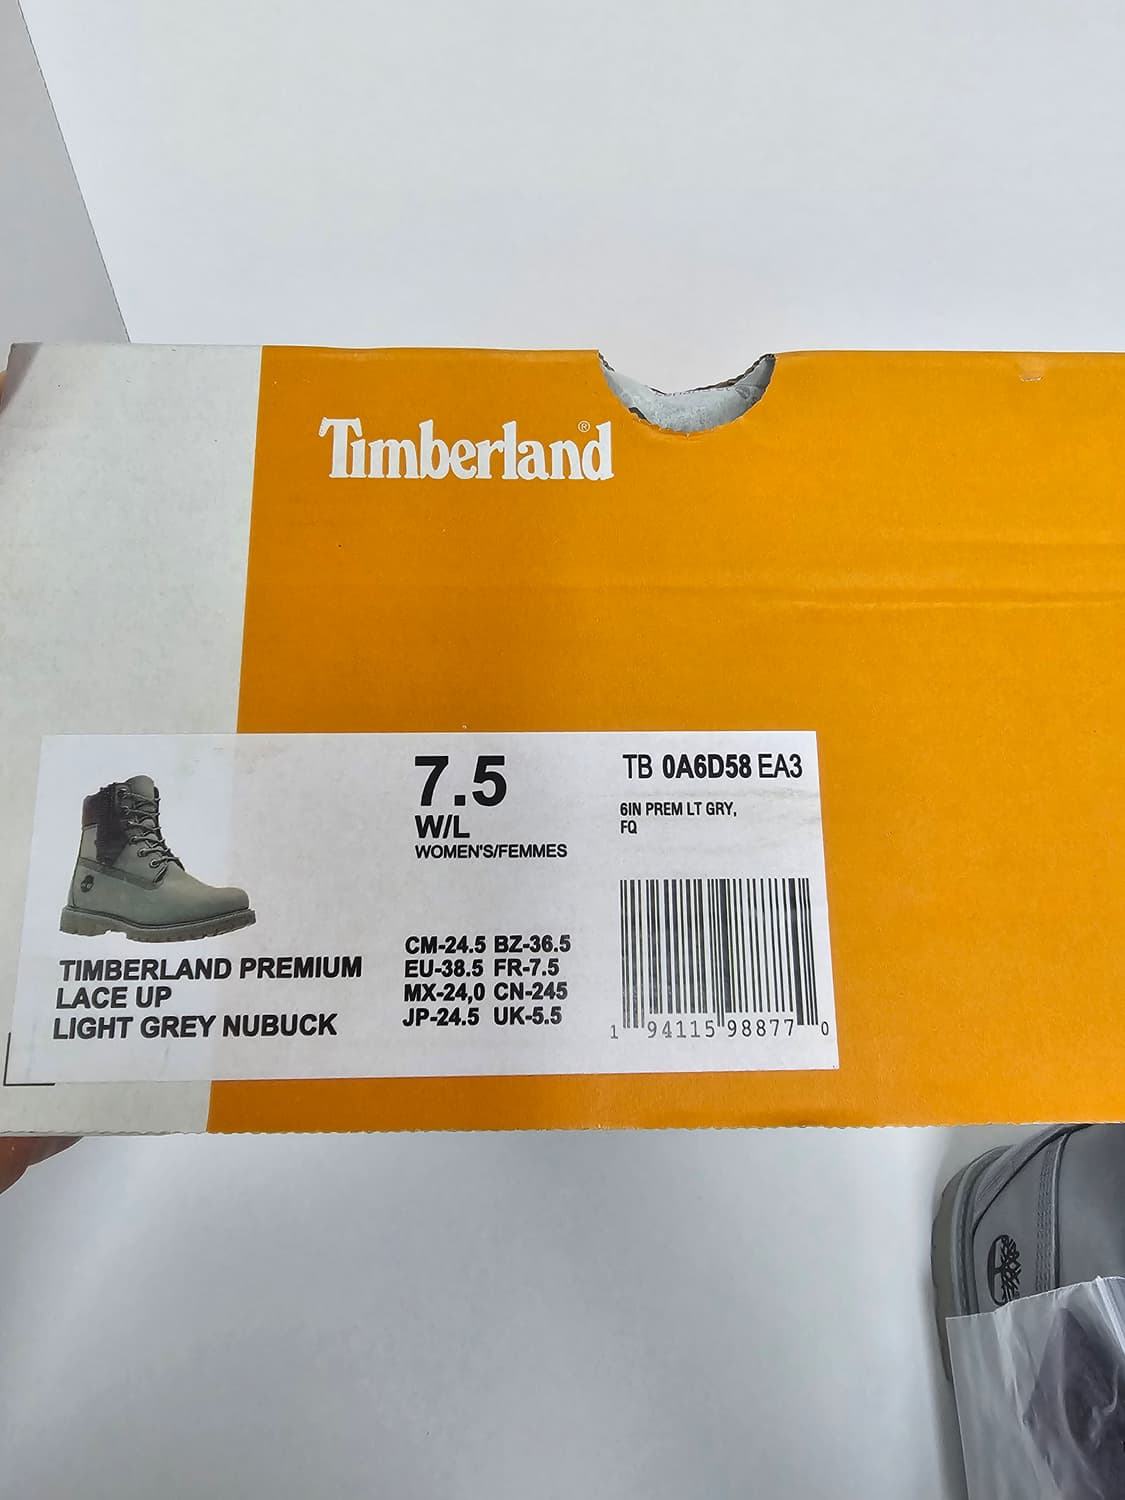 Timberland®
7.5
W/L
WOMEN'S/FEMMES
TB 0A6D58 EA3
6IN PREM LT GRY,
FQ
CM-24.5 BZ-36.5
EU-38.5 FR-7.5
MX-24,0 CN-245
JP-24.5 UK-5.5
TIMBERLAND PREMIUM
LACE UP
LIGHT GREY NUBUCK
1 94115 98877 0